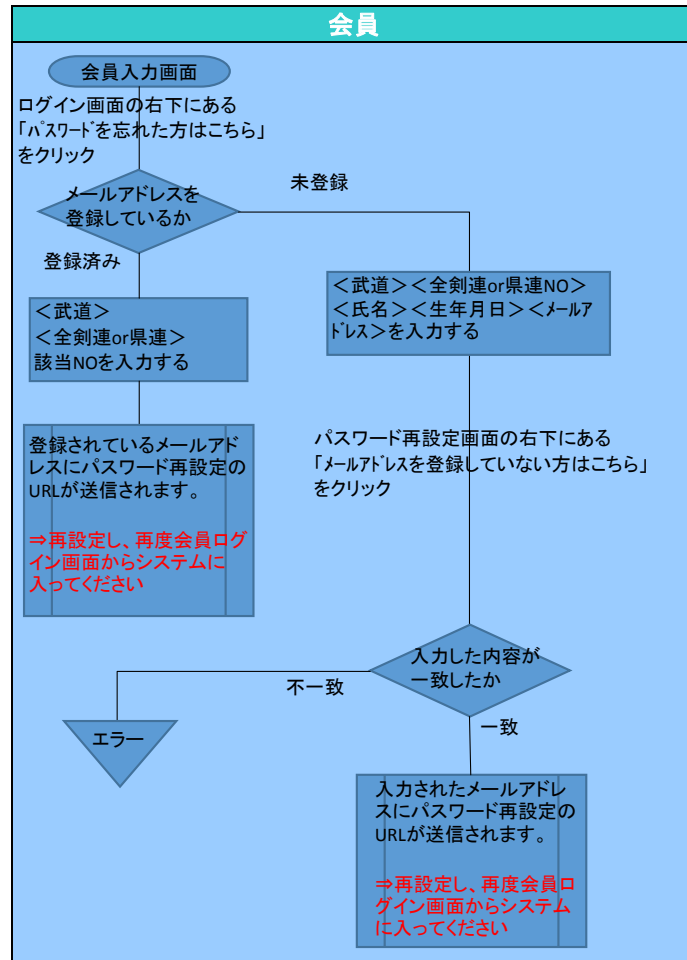 会員
会員入力画面
ログイン画面の右下にある
「ﾊﾟｽﾜｰﾄﾞを忘れた方はこちら」
をクリック
メールアドレスを
登録しているか
未登録
登録済み
＜武道＞
＜全剣連or県連＞
該当NOを入力する
＜武道＞＜全剣連or県連NO＞
＜氏名＞＜生年月日＞＜ﾒｰﾙｱ
ﾄﾞﾚｽ＞を入力する
登録されているメールアド
レスにパスワード再設定の
URLが送信されます。
⇒再設定し、再度会員ログ
イン画面からシステムに
入ってください
パスワード再設定画面の右下にある
「ﾒｰﾙｱﾄﾞﾚｽを登録していない方はこちら」
をクリック
入力した内容が
一致したか
不一致
エラー
一致
入力されたメールアドレ
スにパスワード再設定の
URLが送信されます。
⇒再設定し、再度会員ロ
グイン画面からシステム
に入ってください